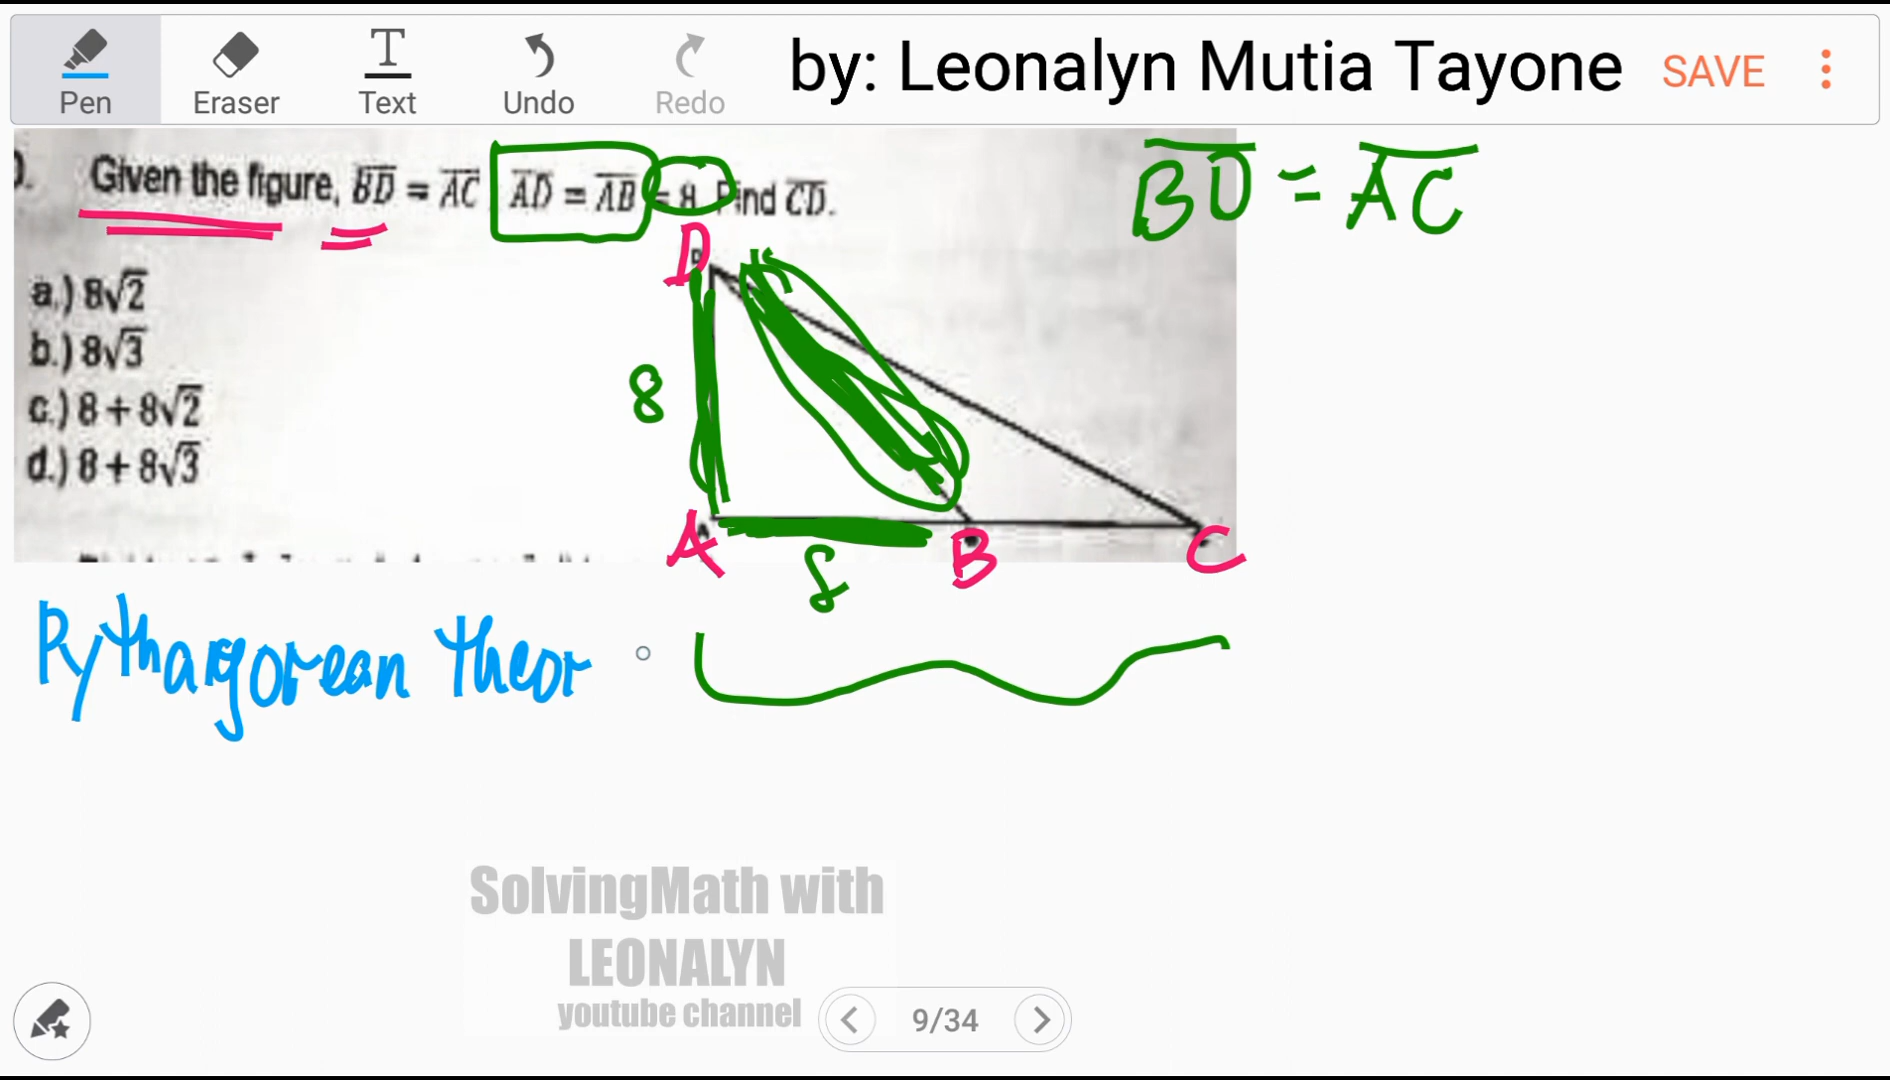 Pen Eraser Text Undo Redo by: Leonalyn Mutia Tayone SAVE
Given the figure, BD = AC AD = AB = 8. Find CD.
BD = AC
D
a.) 8√2
b.) 8√3
c.) 8 + 8√2
d.) 8 + 8√3
8
A B C
8
Pythagorean theor
SolvingMath with
LEONALYN
youtube channel
9/34